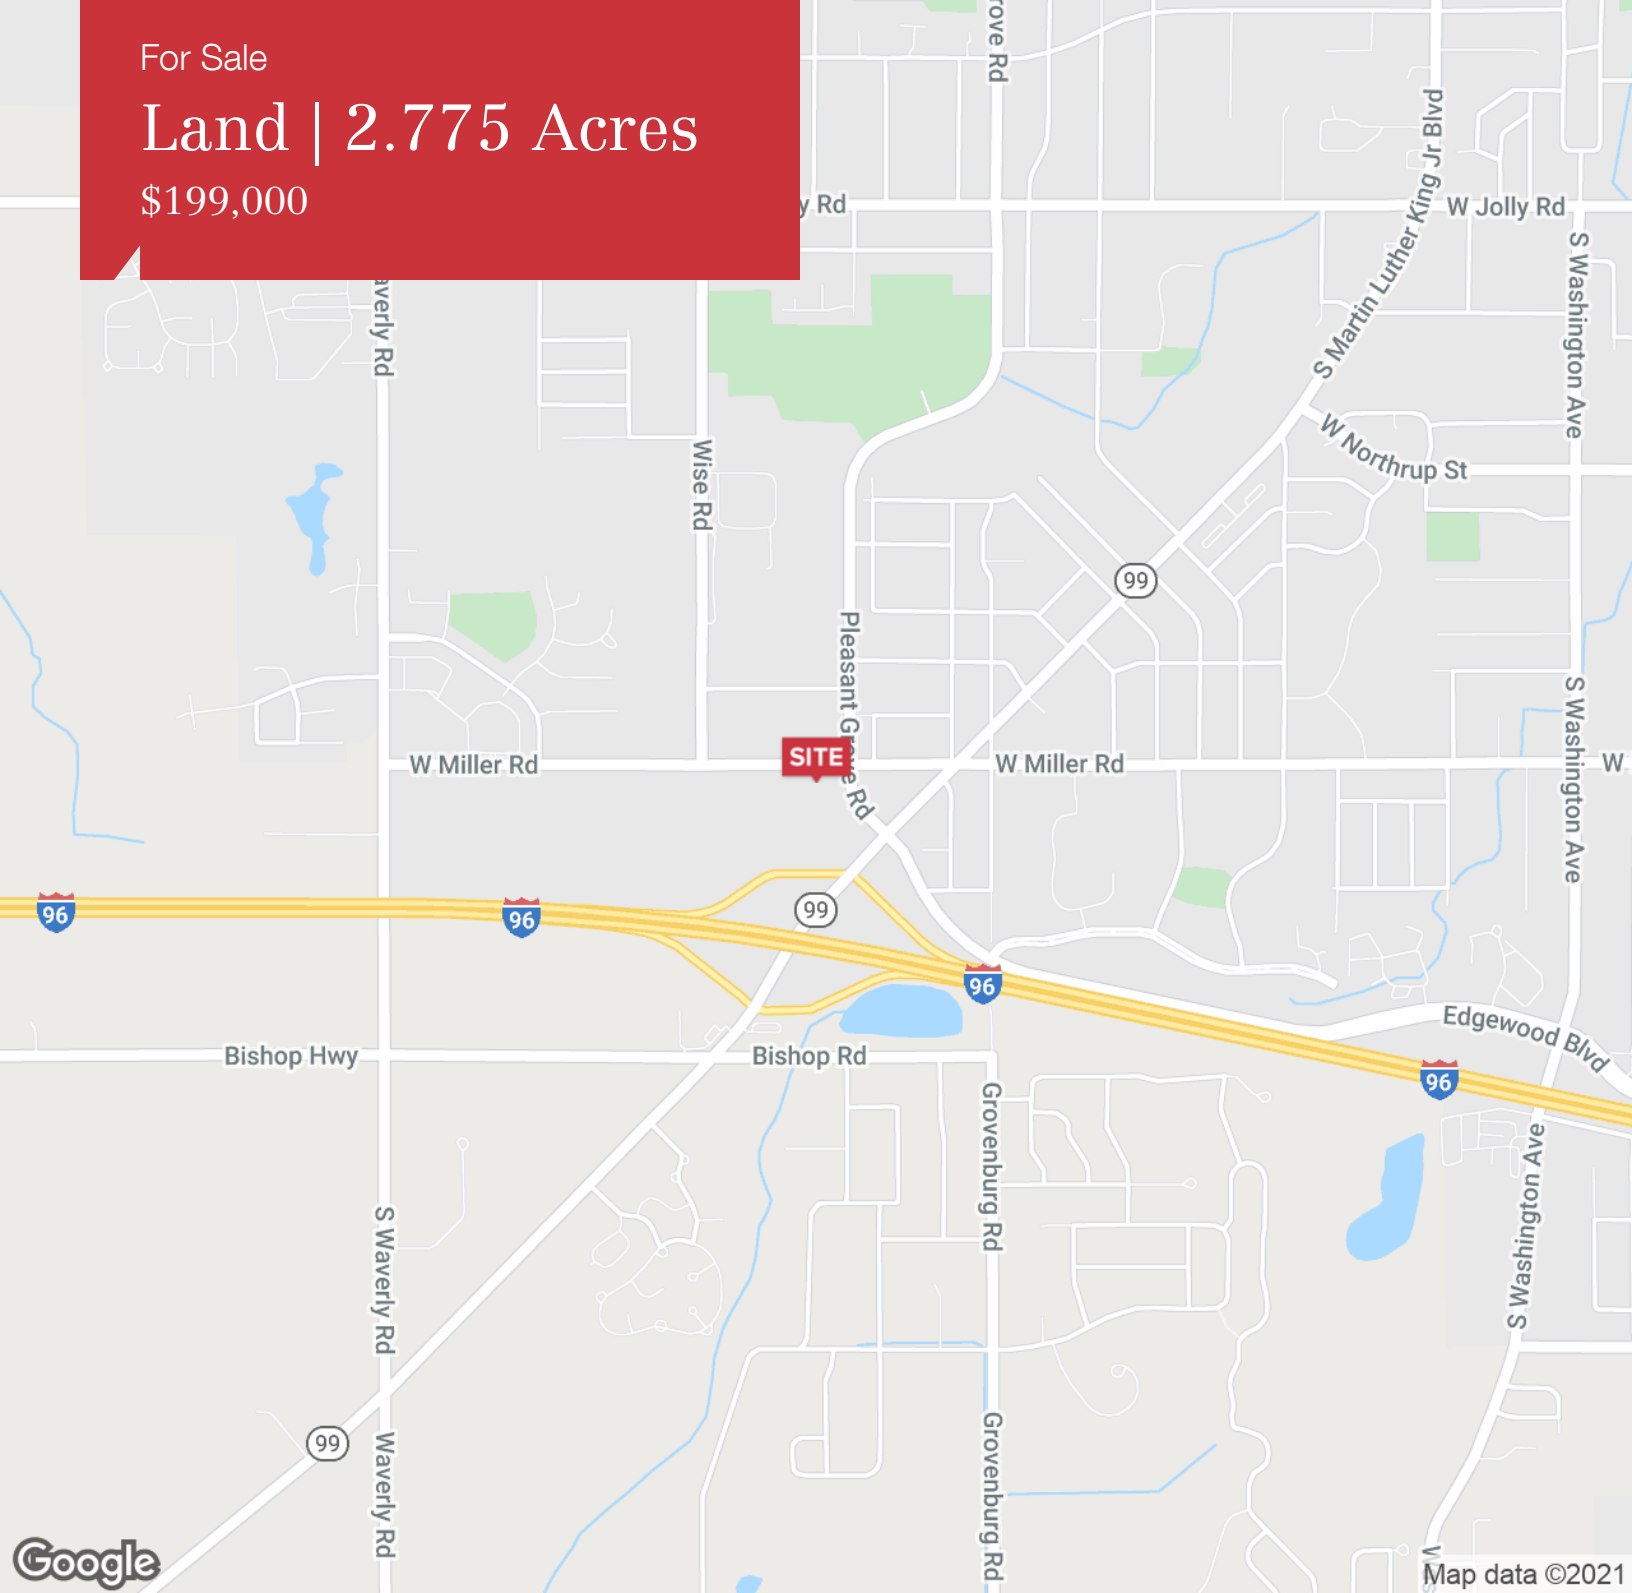 For Sale
Land | 2.775 Acres
$199,000
rove Rd
y Rd
W Jolly Rd
S Martin Luther King Jr Blvd
S Washington Ave
averly Rd
Wise Rd
W Northrup St
99
Pleasant Grove Rd
S Washington Ave
SITE
W Miller Rd
W Miller Rd
W
96
96
99
96
Edgewood Blvd
Bishop Hwy
Bishop Rd
96
Grovenburg Rd
S Washington Ave
S Waverly Rd
99
Waverly Rd
Grovenburg Rd
W
Google
Map data ©2021